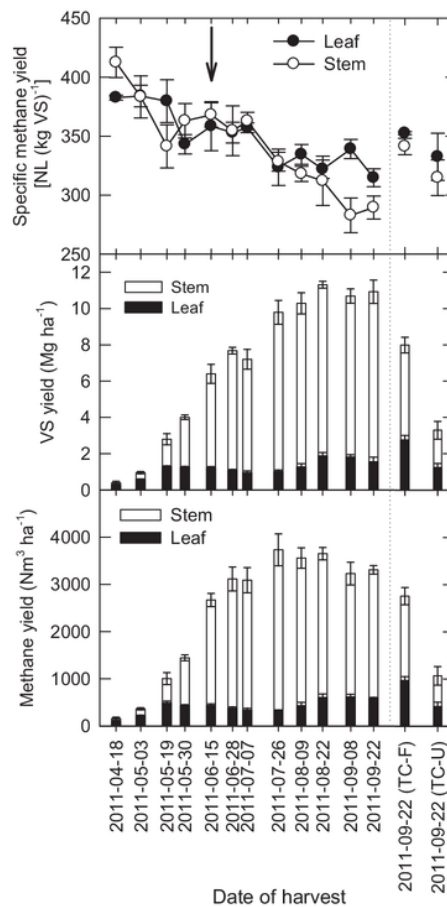 Specific methane yield
[NL (kg VS)⁻¹]
450
400
350
300
250
Leaf
Stem
VS yield (Mg ha⁻¹)
12
10
8
6
4
2
0
Stem
Leaf
Methane yield (Nm³ ha⁻¹)
4000
3000
2000
1000
0
Stem
Leaf
2011-04-18
2011-05-03
2011-05-19
2011-05-30
2011-06-15
2011-06-28
2011-07-07
2011-07-26
2011-08-09
2011-08-22
2011-09-08
2011-09-22
2011-09-22 (TC-F)
2011-09-22 (TC-U)
Date of harvest